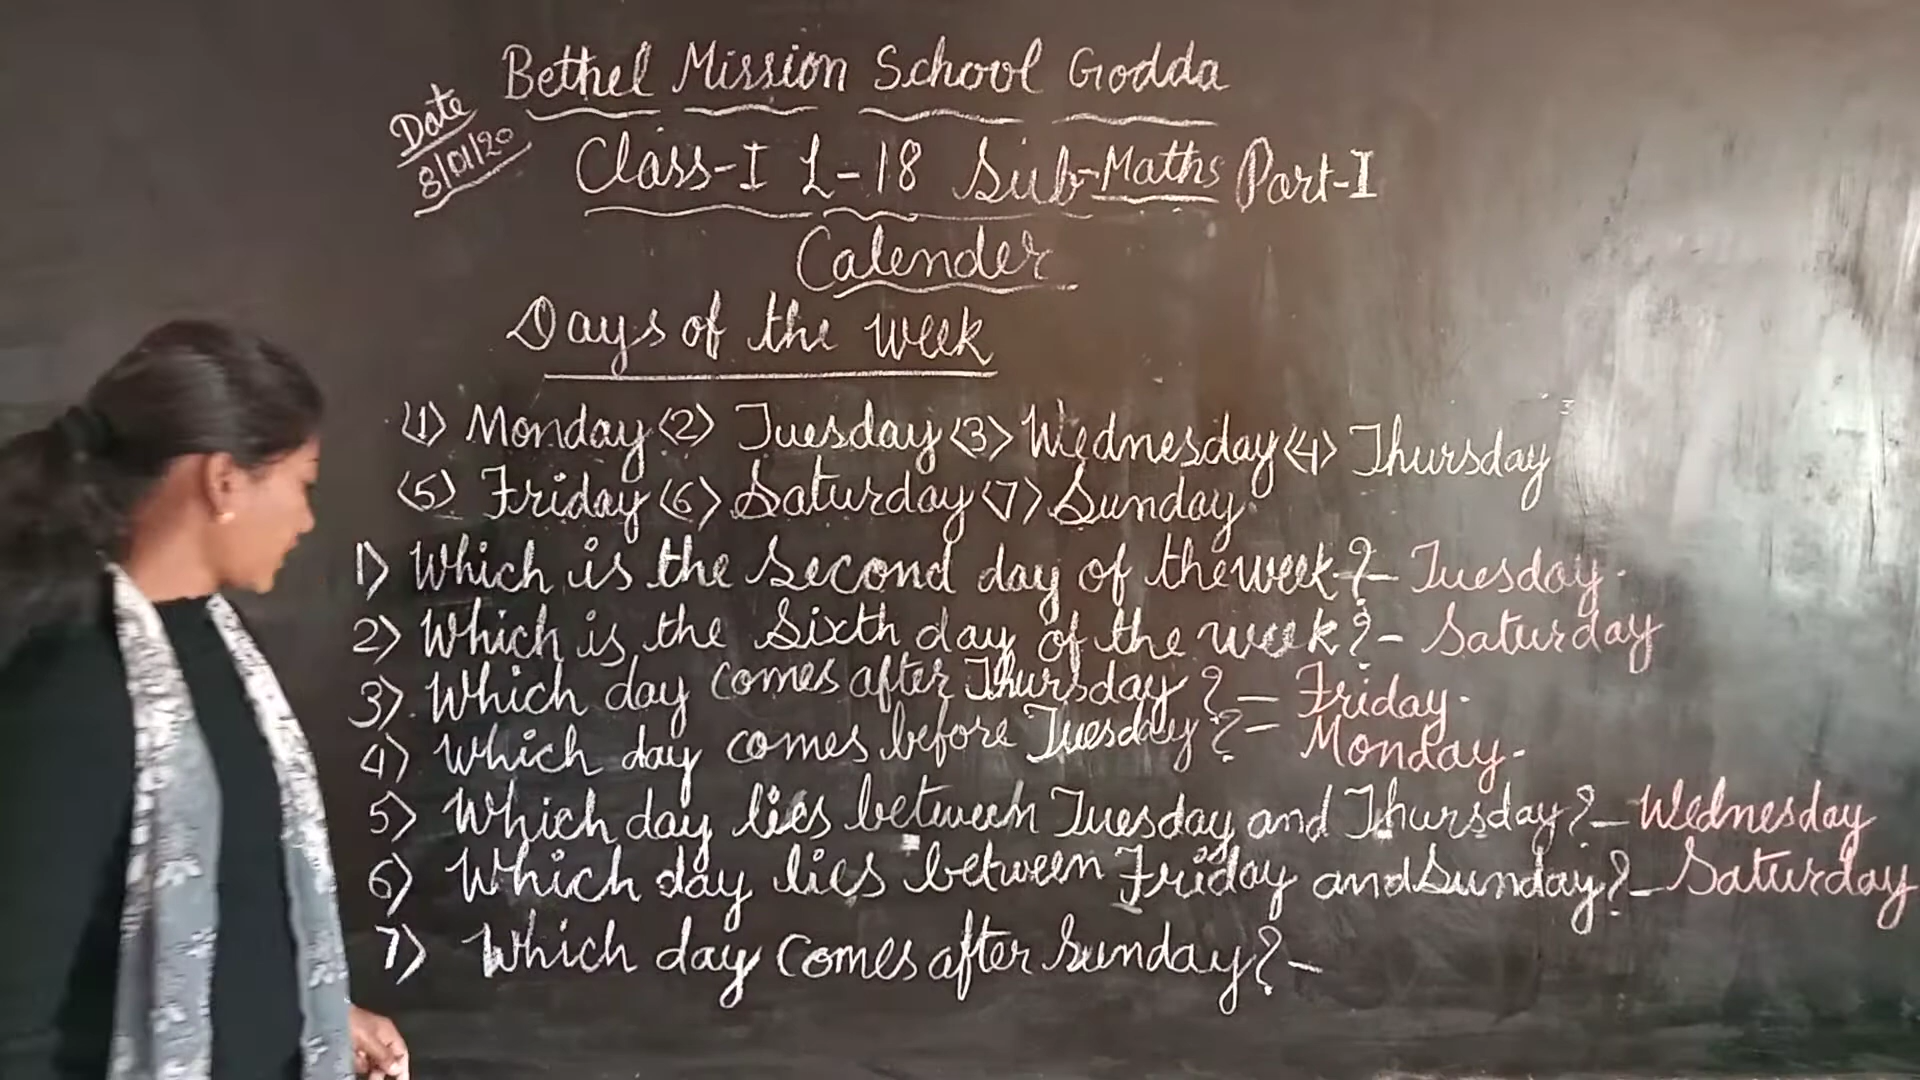 Bethel Mission School Godda
Date
8/01/20
Class-I L-18 Sub-Maths Part-I
Calender
Days of the week
(1) Monday (2) Tuesday (3) Wednesday (4) Thursday
(5) Friday (6) Saturday (7) Sunday
1) Which is the second day of the week? - Tuesday.
2) Which is the Sixth day of the week? - Saturday
3) Which day comes after Thursday? - Friday.
4) Which day comes before Tuesday? - Monday.
5) Which day lies between Tuesday and Thursday? - Wednesday
6) Which day lies between Friday and Sunday? - Saturday
7) Which day comes after Sunday? -